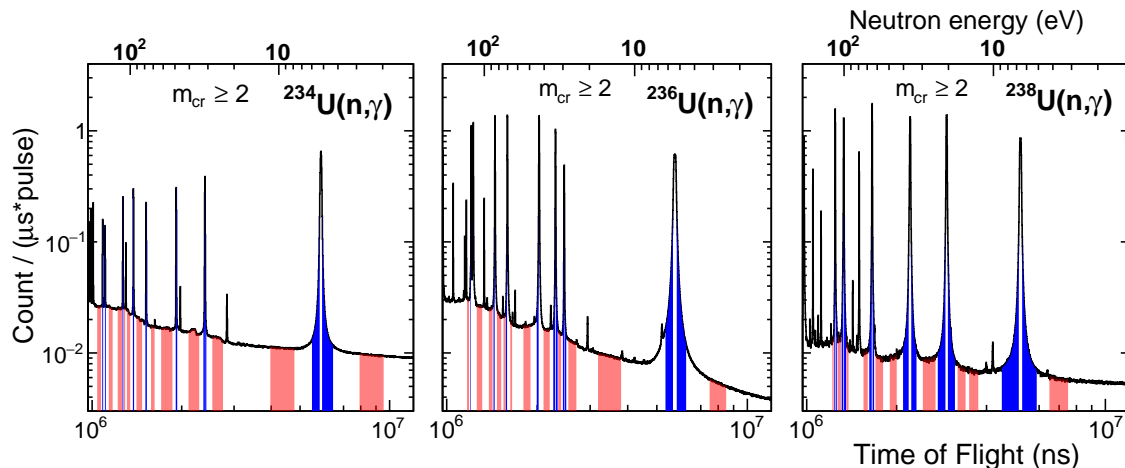 Neutron energy (eV)
10² 10 10² 10 10² 10
m_cr ≥ 2 ²³⁴U(n,γ) m_cr ≥ 2 ²³⁶U(n,γ) m_cr ≥ 2 ²³⁸U(n,γ)
Count / (μs*pulse)
1
10⁻¹
10⁻²
10⁶ 10⁷ 10⁶ 10⁷ 10⁶ 10⁷
Time of Flight (ns)